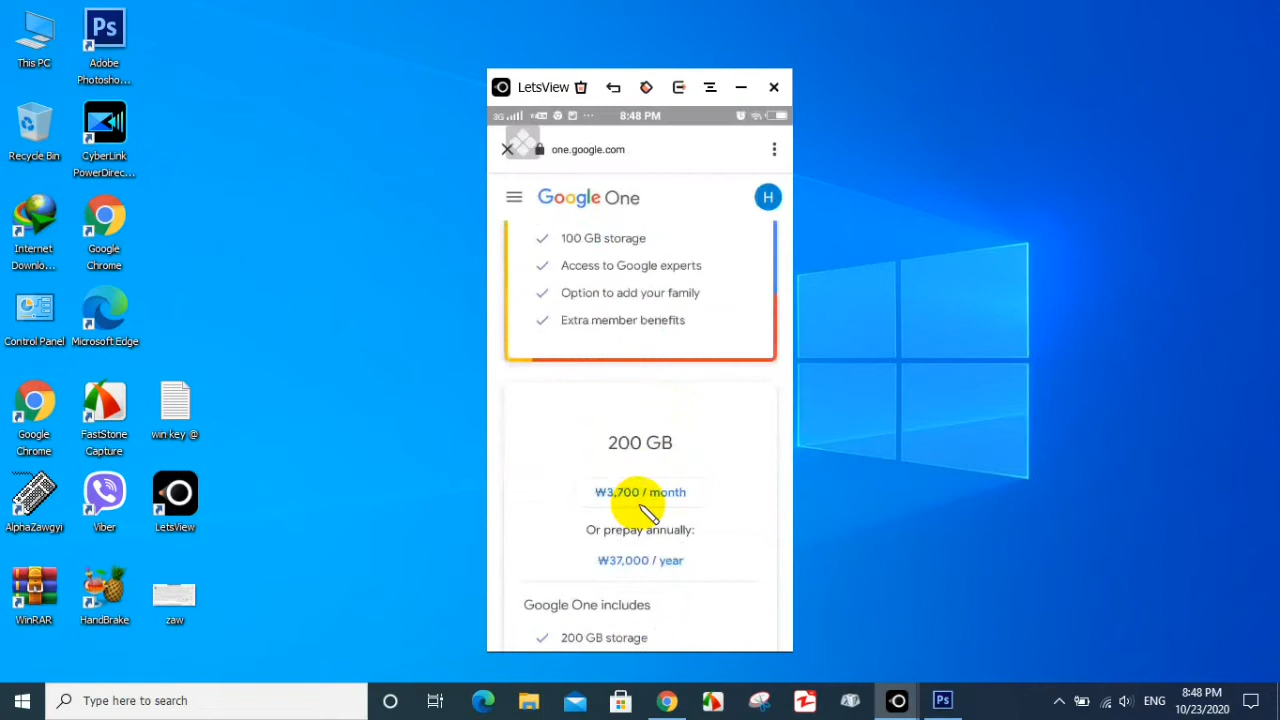 This PC
Adobe
Photosho...
Ps
Recycle Bin
CyberLink
PowerDirec...
Internet
Downlo...
Google
Chrome
Control Panel
Microsoft Edge
Google
Chrome
FastStone
Capture
win key @
AlphaZawgyi
Viber
LetsView
WinRAR
HandBrake
zaw
LetsView
3G
8:48 PM
one.google.com
Google One
H
100 GB storage
Access to Google experts
Option to add your family
Extra member benefits
200 GB
₩3,700 / month
Or prepay annually:
₩37,000 / year
Google One includes
200 GB storage
Type here to search
Ps
ENG
8:48 PM
10/23/2020